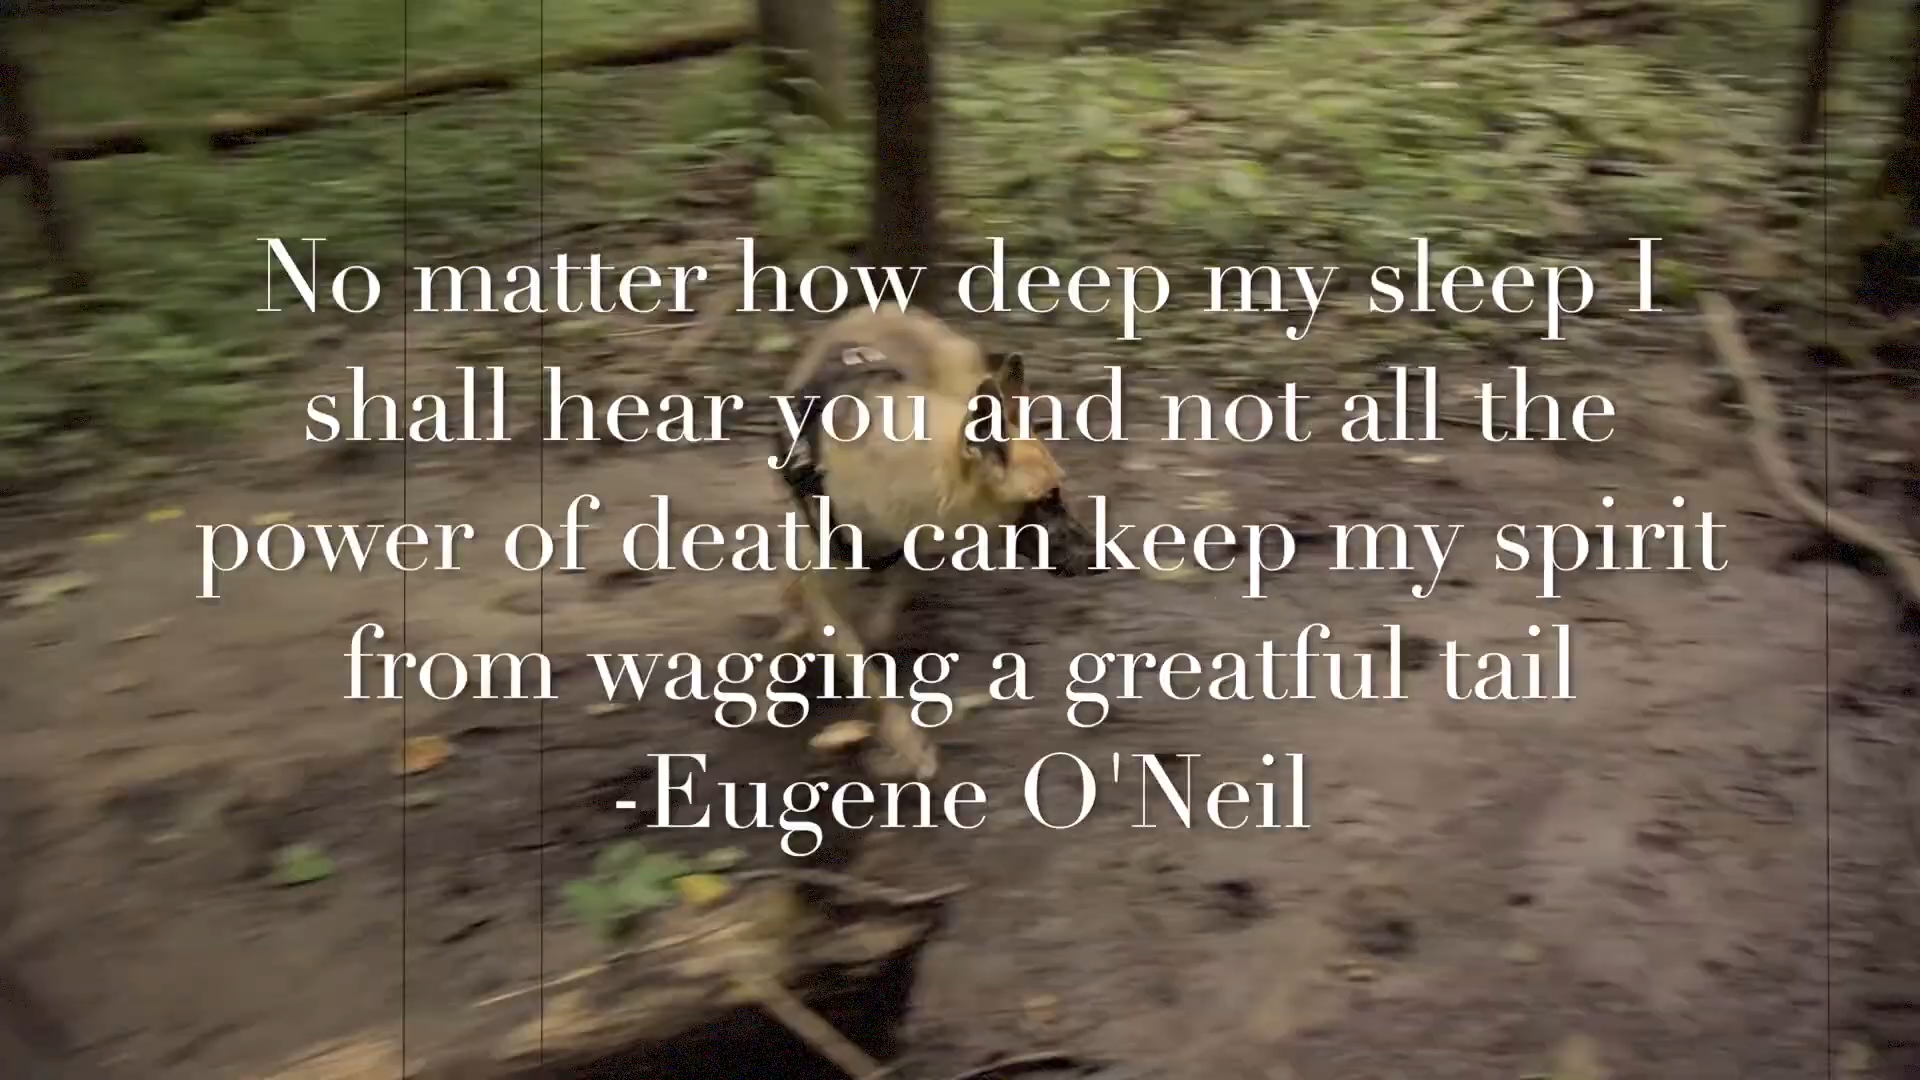 No matter how deep my sleep I
shall hear you and not all the
power of death can keep my spirit
from wagging a greatful tail
-Eugene O'Neil